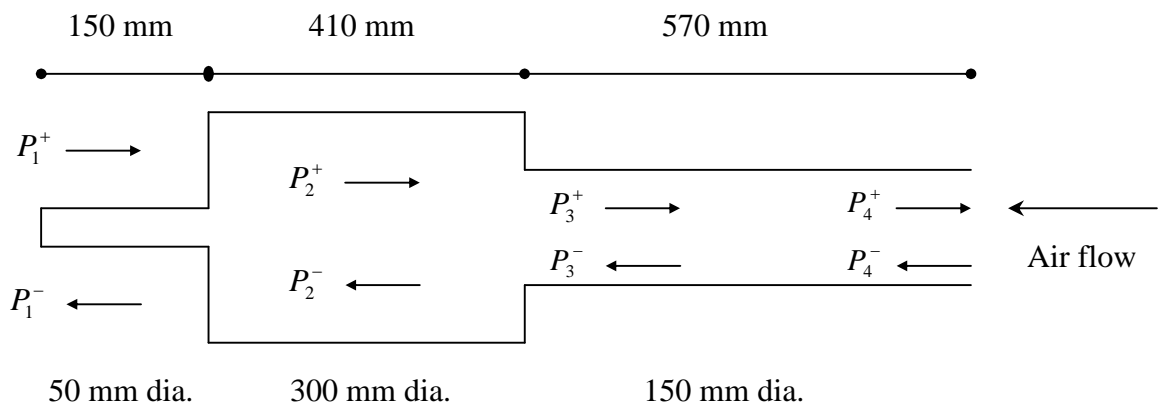 150 mm 410 mm 570 mm
P₁⁺
P₂⁺
P₃⁺ P₄⁺
P₃⁻ P₄⁻ Air flow
P₂⁻
P₁⁻
50 mm dia. 300 mm dia. 150 mm dia.